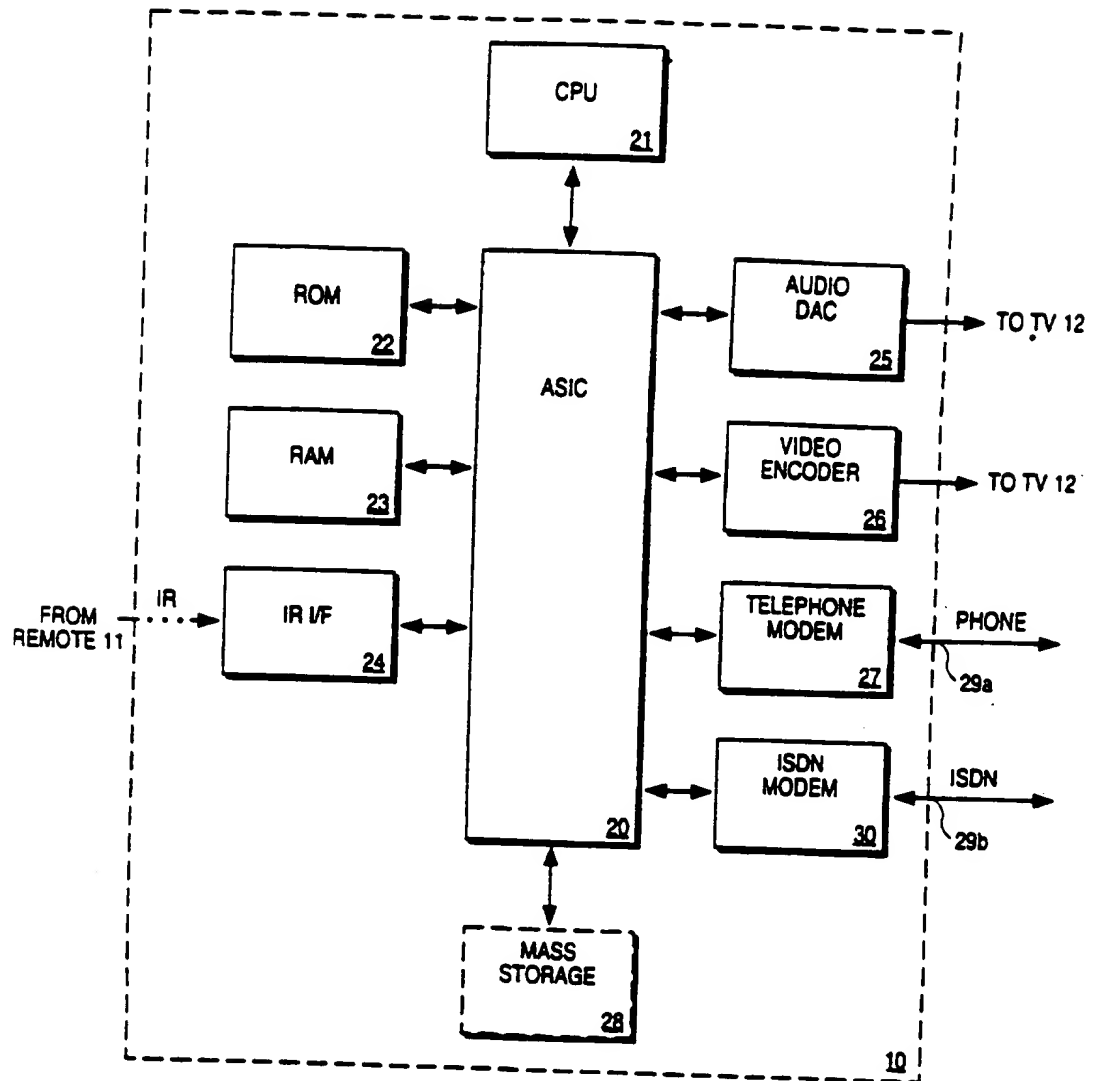 CPU
21
ROM
22
RAM
23
FROM
REMOTE 11
IR
IR I/F
24
ASIC
20
AUDIO
DAC
25
TO TV 12
VIDEO
ENCODER
26
TO TV 12
TELEPHONE
MODEM
27
PHONE
29a
ISDN
MODEM
30
ISDN
29b
MASS
STORAGE
28
10